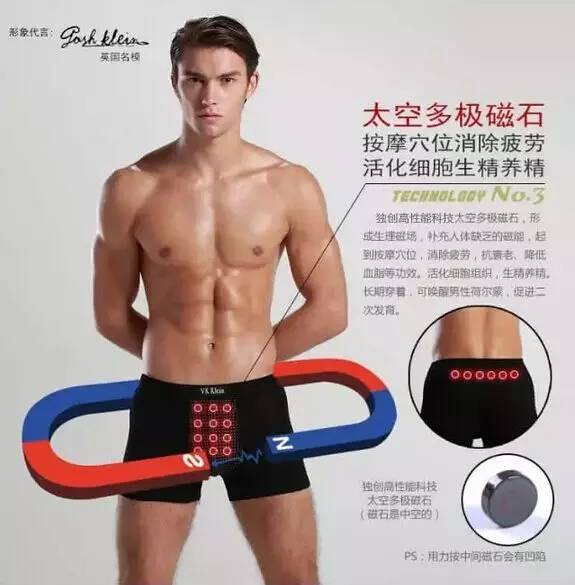 形象代言：
Gosh klein
英国名模
太空多极磁石
按摩穴位消除疲劳
活化细胞生精养精
TECHNOLOGY No.3
独创高性能科技太空多极磁石，形
成生理磁场，补充人体缺乏的磁能，起
到按摩穴位，消除疲劳，抗衰老、降低
血脂等功效。活化细胞组织，生精养精。
长期穿着，可唤醒男性荷尔蒙，促进二
次发育。
VK Klein
S
N
独创高性能科技
太空多极磁石
（磁石是中空的）
PS：用力按中间磁石会有凹陷